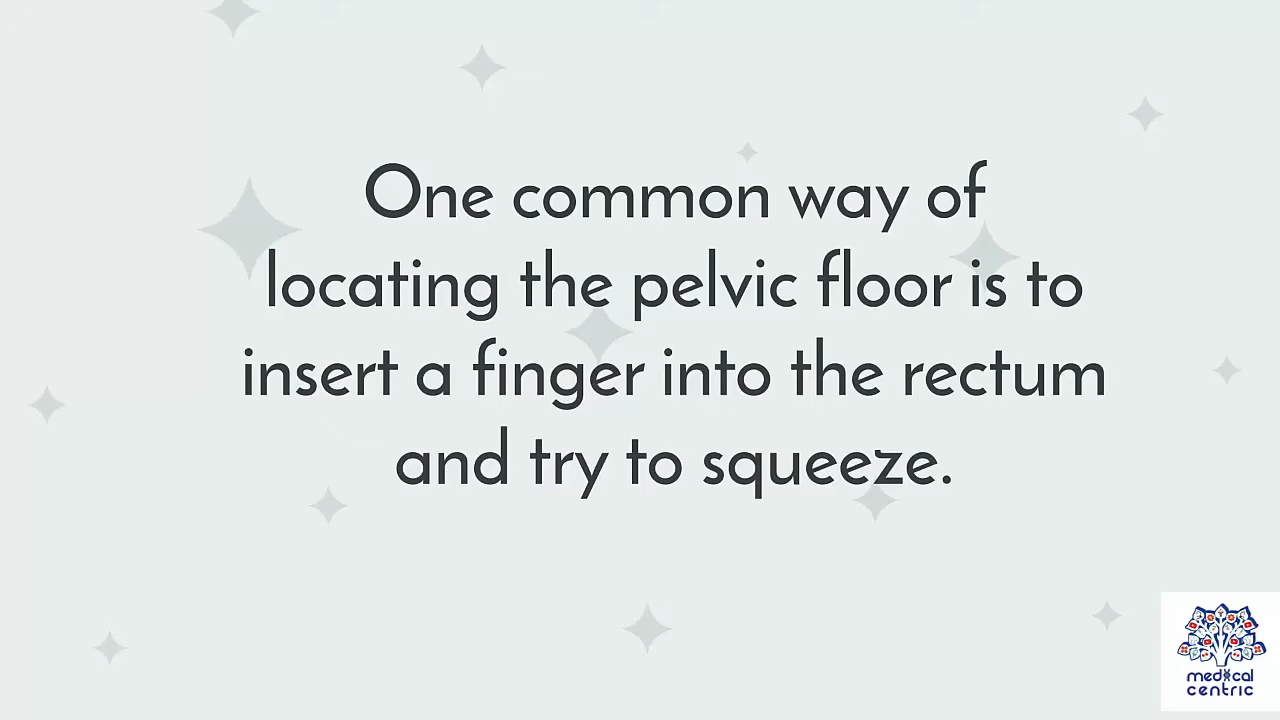 One common way of
locating the pelvic floor is to
insert a finger into the rectum
and try to squeeze.
medical
centric